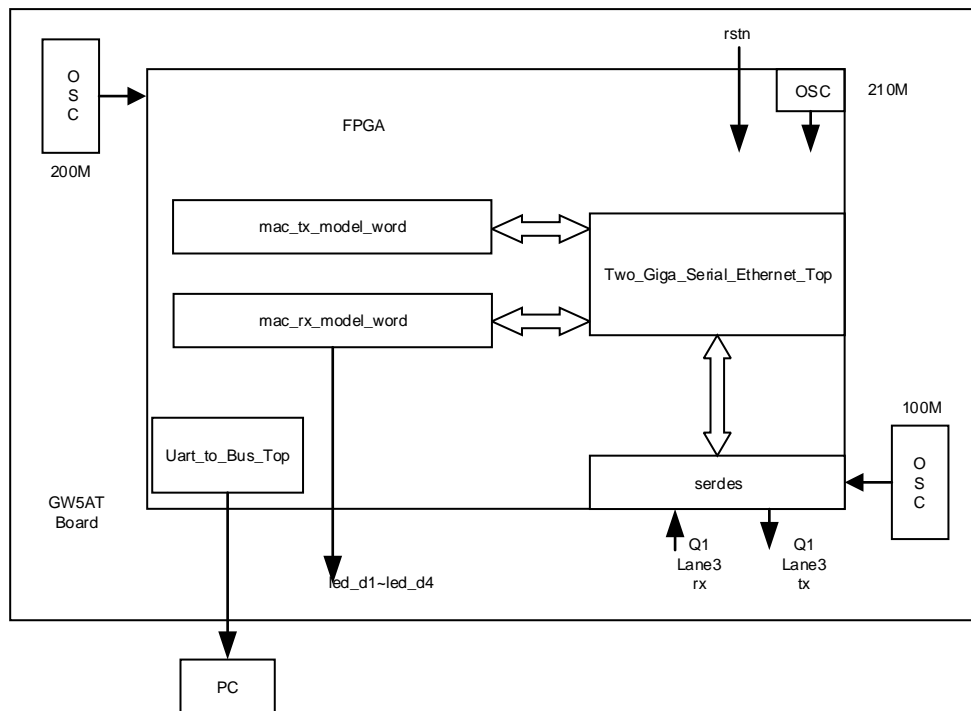 rstn
O
S
C
OSC
210M
FPGA
200M
mac_tx_model_word
Two_Giga_Serial_Ethernet_Top
mac_rx_model_word
100M
Uart_to_Bus_Top
O
S
C
serdes
GW5AT
Board
Q1
Lane3
rx
Q1
Lane3
tx
led_d1~led_d4
PC